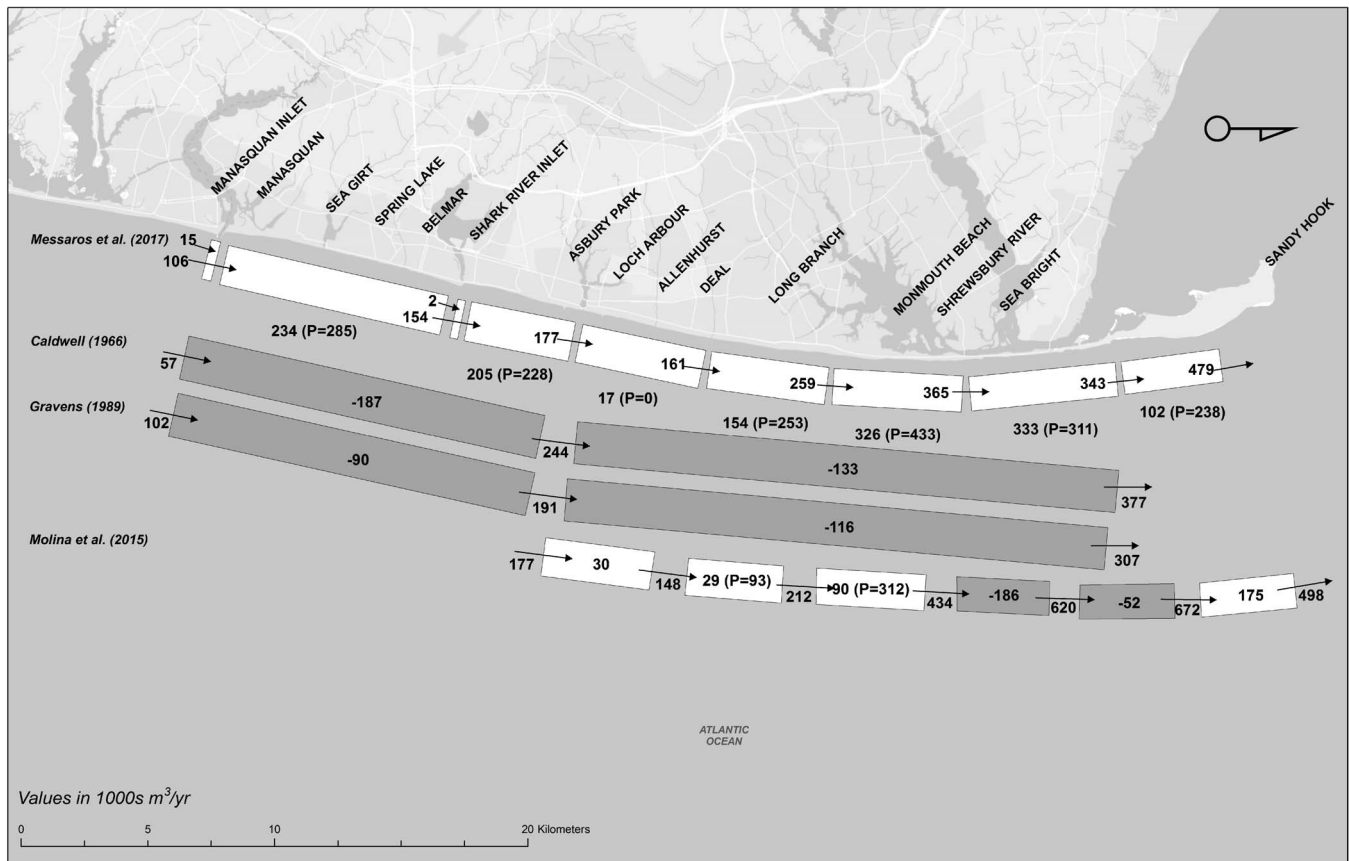 MANASQUAN INLET
MANASQUAN
SEA GIRT
SPRING LAKE
BELMAR
SHARK RIVER INLET
ASBURY PARK
LOCH ARBOUR
ALLENHURST
DEAL
LONG BRANCH
MONMOUTH BEACH
SHREWSBURY RIVER
SEA BRIGHT
SANDY HOOK
Messaros et al. (2017)
15
106
2
154
177
161
259
365
343
479
234 (P=285)
205 (P=228)
17 (P=0)
154 (P=253)
326 (P=433)
333 (P=311)
102 (P=238)
Caldwell (1966)
57
-187
244
-133
377
Gravens (1989)
102
-90
191
-116
307
Molina et al. (2015)
177
30
148
29 (P=93)
212
90 (P=312)
434
-186
620
-52
672
175
498
ATLANTIC
OCEAN
Values in 1000s m³/yr
0 5 10 20 Kilometers